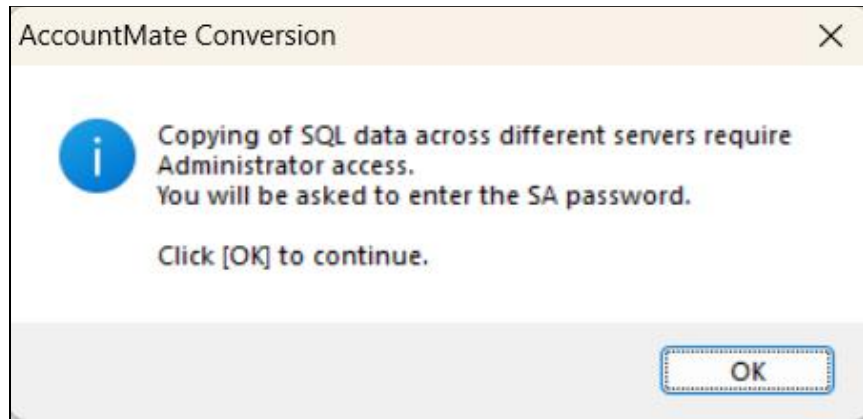 AccountMate Conversion
Copying of SQL data across different servers require
Administrator access.
You will be asked to enter the SA password.
Click [OK] to continue.
OK